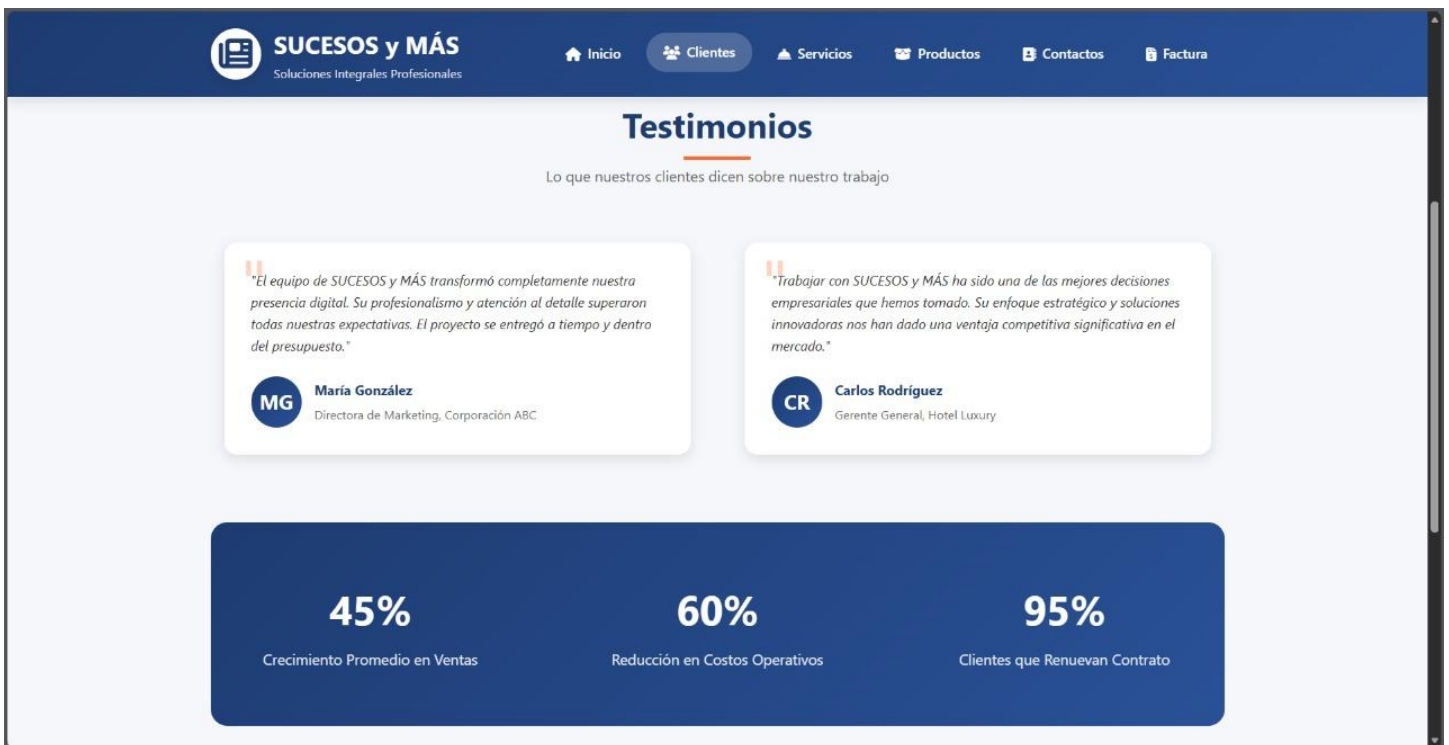 SUCESOS y MÁS
Soluciones Integrales Profesionales
Inicio
Clientes
Servicios
Productos
Contactos
Factura
Testimonios
Lo que nuestros clientes dicen sobre nuestro trabajo
"El equipo de SUCESOS y MÁS transformó completamente nuestra
presencia digital. Su profesionalismo y atención al detalle superaron
todas nuestras expectativas. El proyecto se entregó a tiempo y dentro
del presupuesto."
MG
María González
Directora de Marketing, Corporación ABC
"Trabajar con SUCESOS y MÁS ha sido una de las mejores decisiones
empresariales que hemos tomado. Su enfoque estratégico y soluciones
innovadoras nos han dado una ventaja competitiva significativa en el
mercado."
CR
Carlos Rodríguez
Gerente General, Hotel Luxury
45%
Crecimiento Promedio en Ventas
60%
Reducción en Costos Operativos
95%
Clientes que Renuevan Contrato